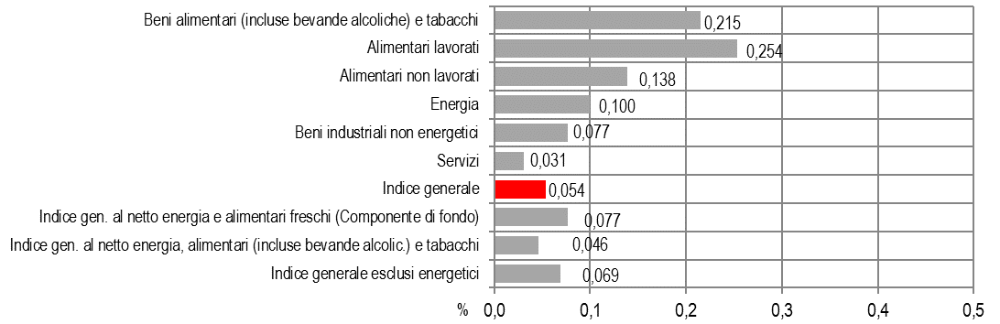 Beni alimentari (incluse bevande alcoliche) e tabacchi 0,215
Alimentari lavorati 0,254
Alimentari non lavorati 0,138
Energia 0,100
Beni industriali non energetici 0,077
Servizi 0,031
Indice generale 0,054
Indice gen. al netto energia e alimentari freschi (Componente di fondo) 0,077
Indice gen. al netto energia, alimentari (incluse bevande alcolic.) e tabacchi 0,046
Indice generale esclusi energetici 0,069
% 0,0 0,1 0,2 0,3 0,4 0,5